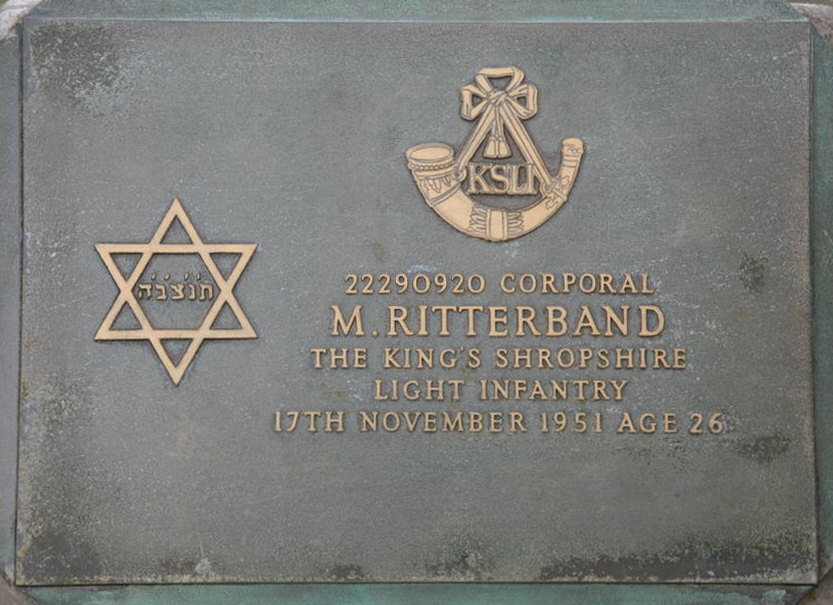 KSLI
תנצבה
22290920 CORPORAL
M. RITTERBAND
THE KING'S SHROPSHIRE
LIGHT INFANTRY
17TH NOVEMBER 1951 AGE 26